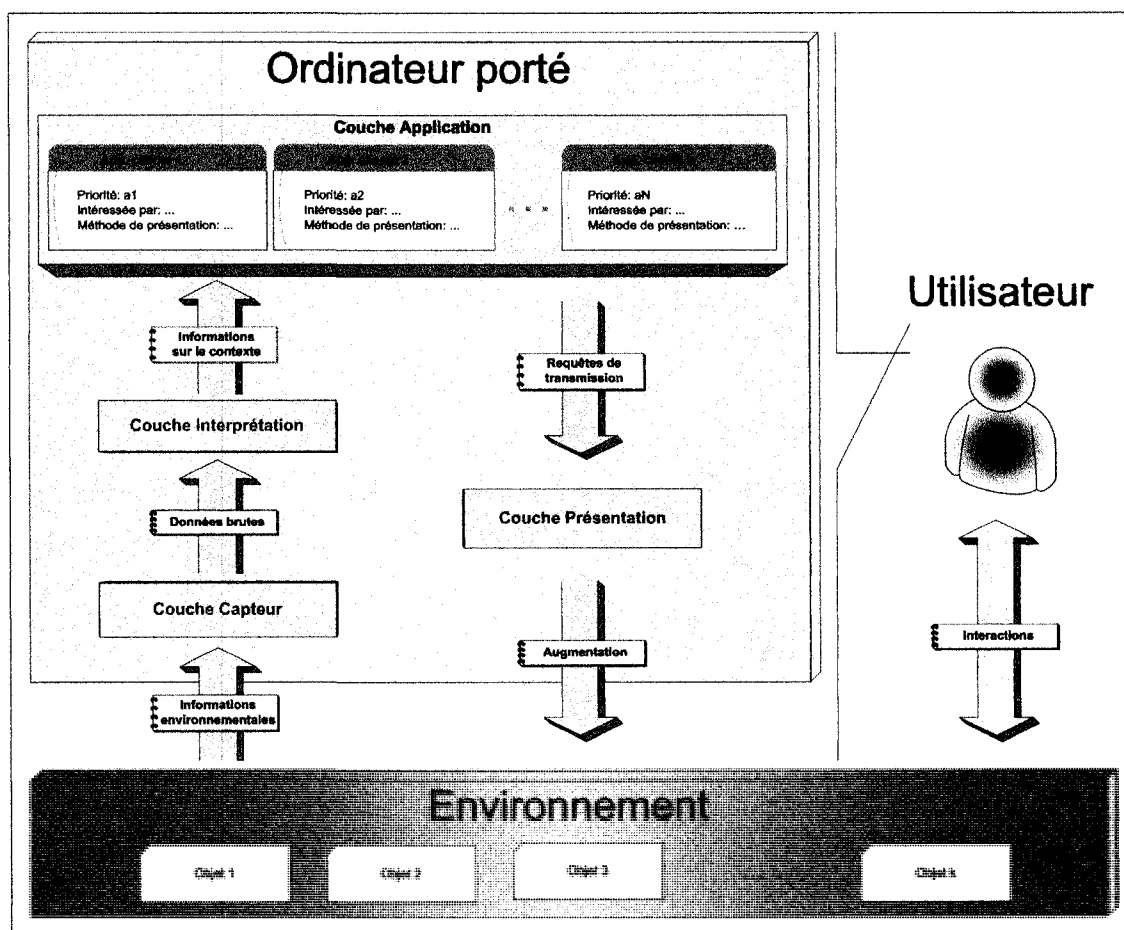 Ordinateur porté
Couche Application
Priorité: a1
Intéressée par: ...
Méthode de présentation: ...
Priorité: a2
Intéressée par: ...
Méthode de présentation: ...
Priorité: aN
Intéressée par: ...
Méthode de présentation: ...
Informations
sur le contexte
Requêtes de
transmission
Utilisateur
Couche Interprétation
Données brutes
Couche Présentation
Couche Capteur
Augmentation
Interactions
Informations
environnementales
Environnement
Objet 1
Objet 2
Objet 3
Objet k